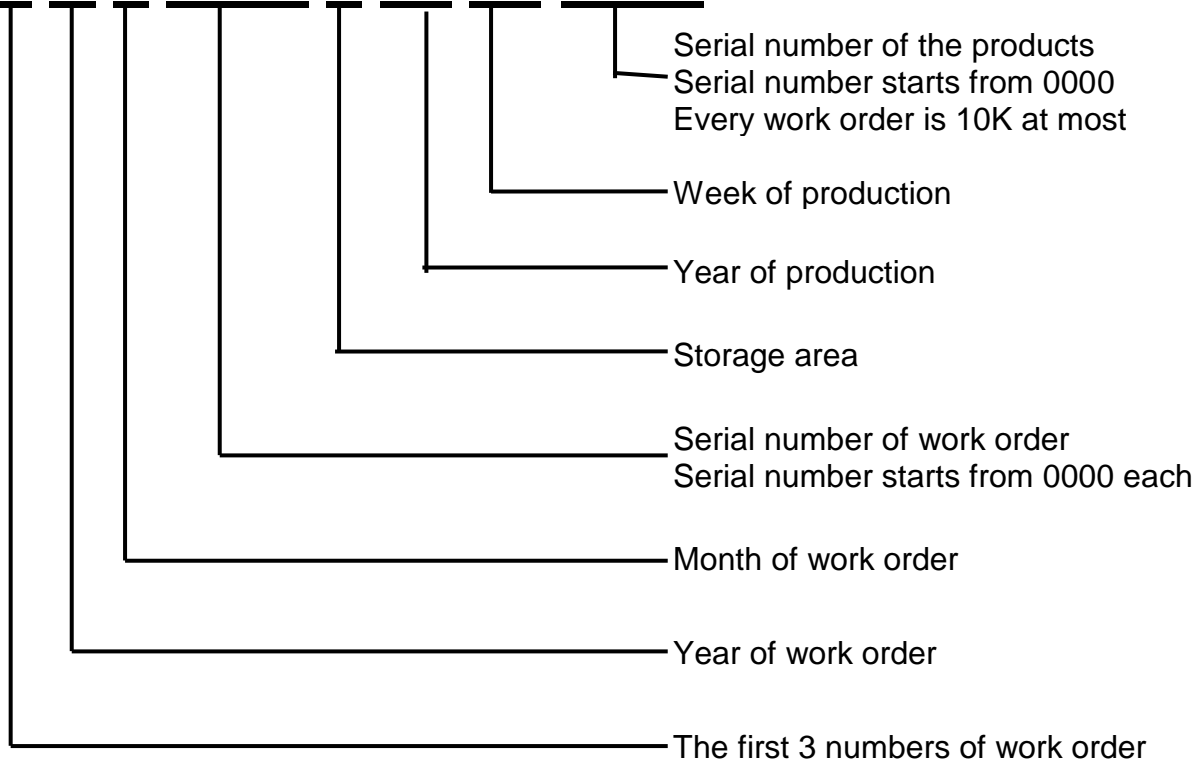 Serial number of the products
Serial number starts from 0000
Every work order is 10K at most
Week of production
Year of production
Storage area
Serial number of work order
Serial number starts from 0000 each
Month of work order
Year of work order
The first 3 numbers of work order